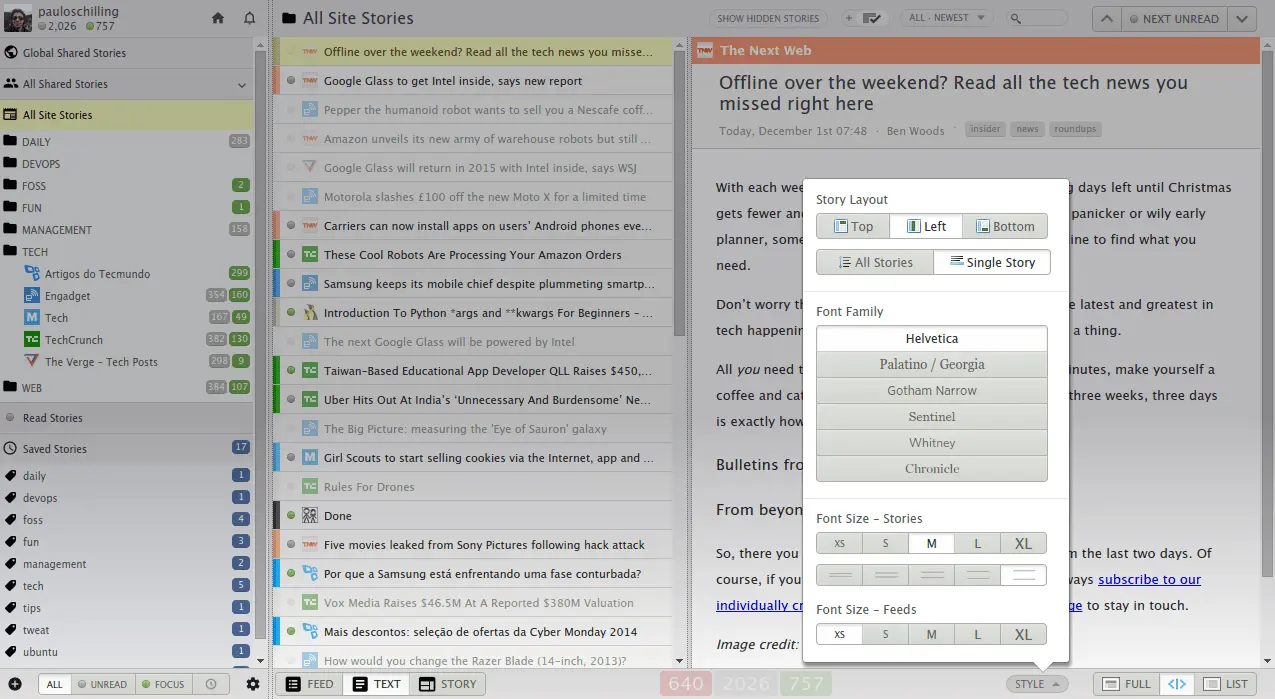 pauloschilling
2,026 757
Global Shared Stories
All Shared Stories
All Site Stories
DAILY 283
DEVOPS
FOSS 2
FUN 1
MANAGEMENT 158
TECH
Artigos do Tecmundo 299
Engadget 354 160
Tech 167 49
TechCrunch 382 130
The Verge - Tech Posts 298 9
WEB 384 107
Read Stories
Saved Stories 17
daily 1
devops 1
foss 4
fun 3
management 2
tech 5
tips 1
tweat 1
ubuntu 1
ALL UNREAD FOCUS
All Site Stories
SHOW HIDDEN STORIES
+
ALL · NEWEST
NEXT UNREAD
Offline over the weekend? Read all the tech news you misse...
Google Glass to get Intel inside, says new report
Pepper the humanoid robot wants to sell you a Nescafe coff...
Amazon unveils its new army of warehouse robots but still ...
Google Glass will return in 2015 with Intel inside, says WSJ
Motorola slashes £100 off the new Moto X for a limited time
Carriers can now install apps on users' Android phones eve...
These Cool Robots Are Processing Your Amazon Orders
Samsung keeps its mobile chief despite plummeting smartp...
Introduction To Python *args and **kwargs For Beginners - ...
The next Google Glass will be powered by Intel
Taiwan-Based Educational App Developer QLL Raises $450,...
Uber Hits Out At India's ‘Unnecessary And Burdensome’ Ne...
The Big Picture: measuring the 'Eye of Sauron' galaxy
Girl Scouts to start selling cookies via the Internet, app and ...
Rules For Drones
Done
Five movies leaked from Sony Pictures following hack attack
Por que a Samsung está enfrentando uma fase conturbada?
Vox Media Raises $46.5M At A Reported $380M Valuation
Mais descontos: seleção de ofertas da Cyber Monday 2014
How would you change the Razer Blade (14-inch, 2013)?
FEED TEXT STORY
640 2026 757
The Next Web
Offline over the weekend? Read all the tech news you
missed right here
Today, December 1st 07:48 · Ben Woods · insider news roundups
With each wee
g days left until Christmas
gets fewer an
panicker or wily early
planner, some
ine to find what you
need.
Don’t worry th
e latest and greatest in
tech happenin
a thing.
All you need t
inutes, make yourself a
coffee and cat
three weeks, three days
is exactly how
Bulletins fro
From beyon
So, there you
m the last two days. Of
course, if you
ways subscribe to our
individually cr
ge to stay in touch.
Image credit:
Story Layout
Top Left Bottom
All Stories Single Story
Font Family
Helvetica
Palatino / Georgia
Gotham Narrow
Sentinel
Whitney
Chronicle
Font Size – Stories
XS S M L XL
Font Size – Feeds
XS S M L XL
STYLE
FULL </> LIST